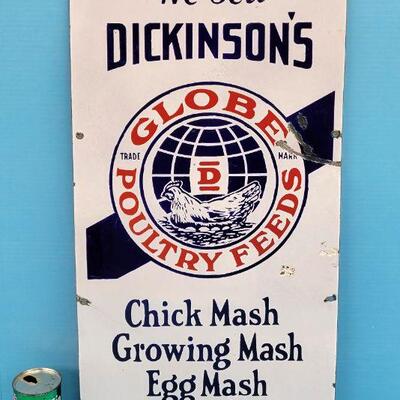 We Sell
DICKINSON'S
GLOBE
TRADE MARK
D
POULTRY FEEDS
Chick Mash
Growing Mash
Egg Mash